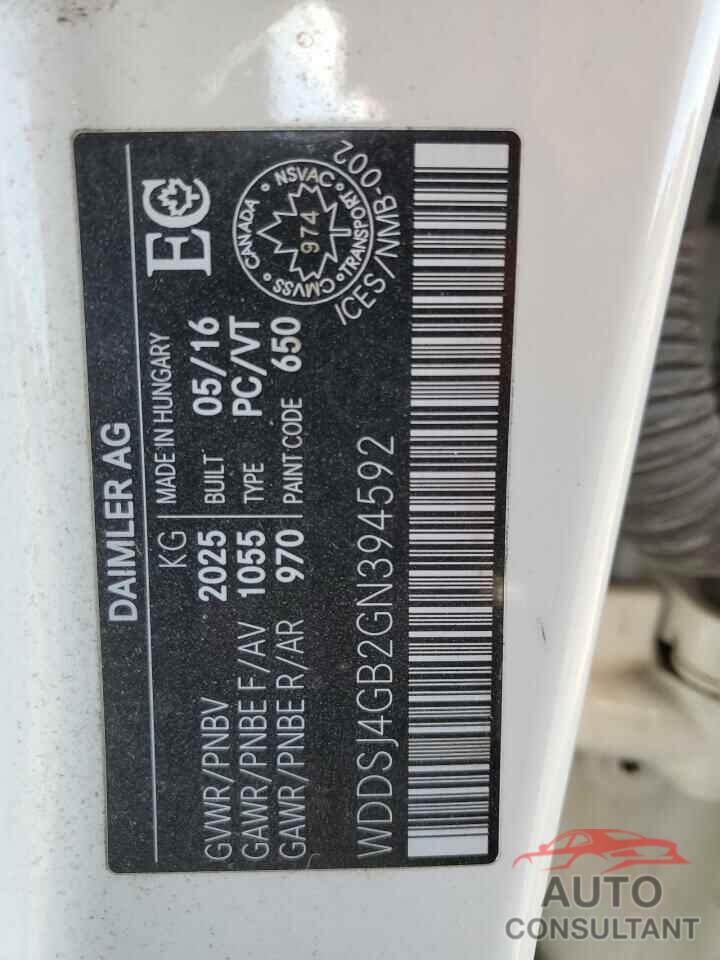 DAIMLER AG
KG MADE IN HUNGARY
GVWR/PNBV 2025 BUILT 05/16
GAWR/PNBE F/AV 1055 TYPE PC/VT
GAWR/PNBE R/AR 970 PAINT CODE 650
EC
CANADA NSVAC
974
CMVSS TRANSPORT
ICES/NMB-002
WDDSJ4GB2GN394592
AUTO
CONSULTANT